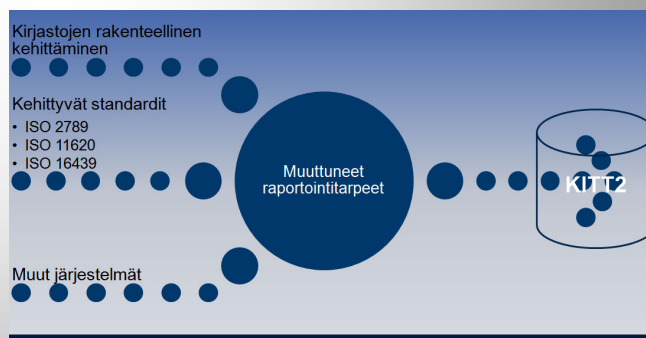 Kirjastojen rakenteellinen
kehittäminen
Kehittyvät standardit
• ISO 2789
• ISO 11620
• ISO 16439
Muuttuneet
raportointitarpeet
KITT2
Muut järjestelmät